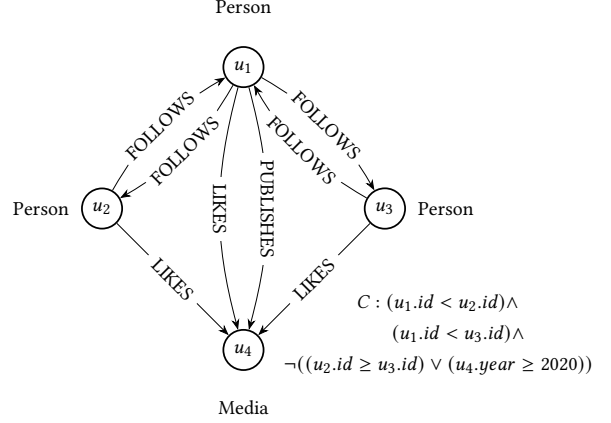 Person
u₁
FOLLOWS
FOLLOWS
FOLLOWS
FOLLOWS
LIKES
PUBLISHES
Person
u₂
u₃
Person
LIKES
LIKES
C : (u₁.id < u₂.id)∧
(u₁.id < u₃.id)∧
¬((u₂.id ≥ u₃.id) ∨ (u₄.year ≥ 2020))
u₄
Media